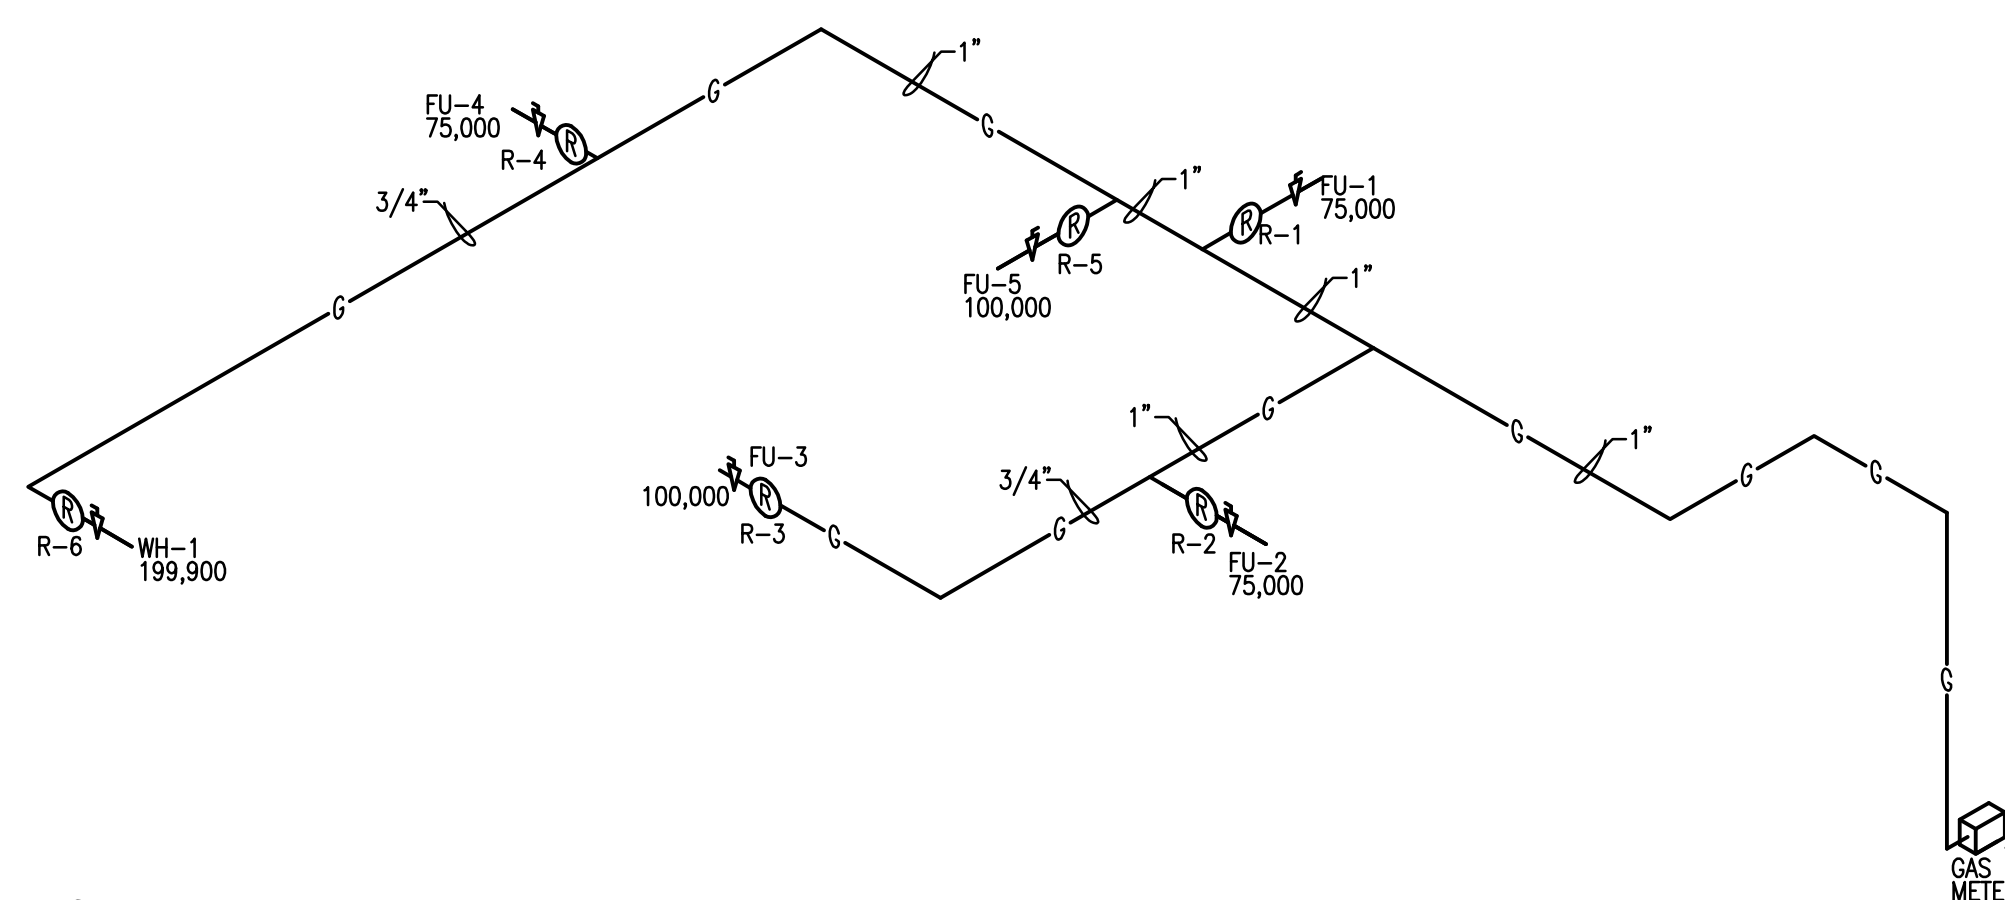 1"
G
FU-4
75,000
R
R-4
G
1"
3/4"
R
FU-1
75,000
R-1
R
R-5
FU-5
100,000
1"
G
G
1"
G
1"
3/4"
FU-3
100,000
R
R-3
G
G
R
R-2
FU-2
75,000
G
G
R
R-6
WH-1
199,900
G
GAS
METE